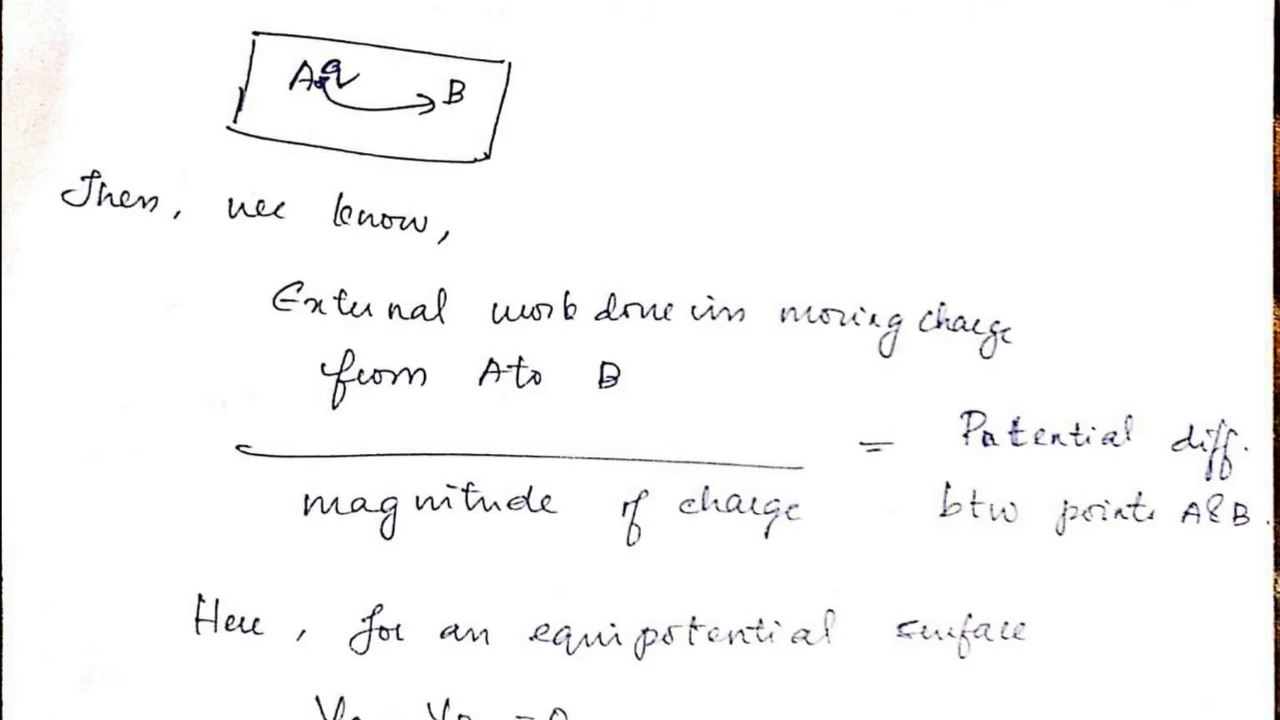 A q B
Then, we know,
External work done in moving charge
from A to B
magnitude of charge
= Potential diff.
btw points A & B.
Here, for an equipotential surface